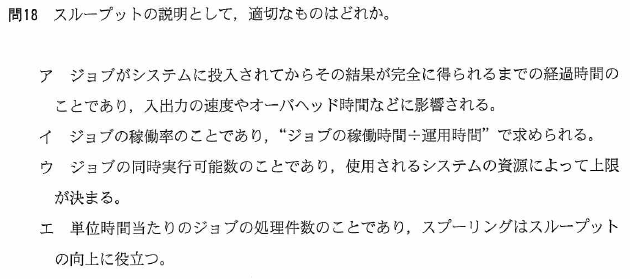 問18 スループットの説明として，適切なものはどれか。
ア ジョブがシステムに投入されてからその結果が完全に得られるまでの経過時間の
ことであり，入出力の速度やオーバヘッド時間などに影響される。
イ ジョブの稼働率のことであり，“ジョブの稼働時間÷運用時間”で求められる。
ウ ジョブの同時実行可能数のことであり，使用されるシステムの資源によって上限
が決まる。
エ 単位時間当たりのジョブの処理件数のことであり，スプーリングはスループット
の向上に役立つ。